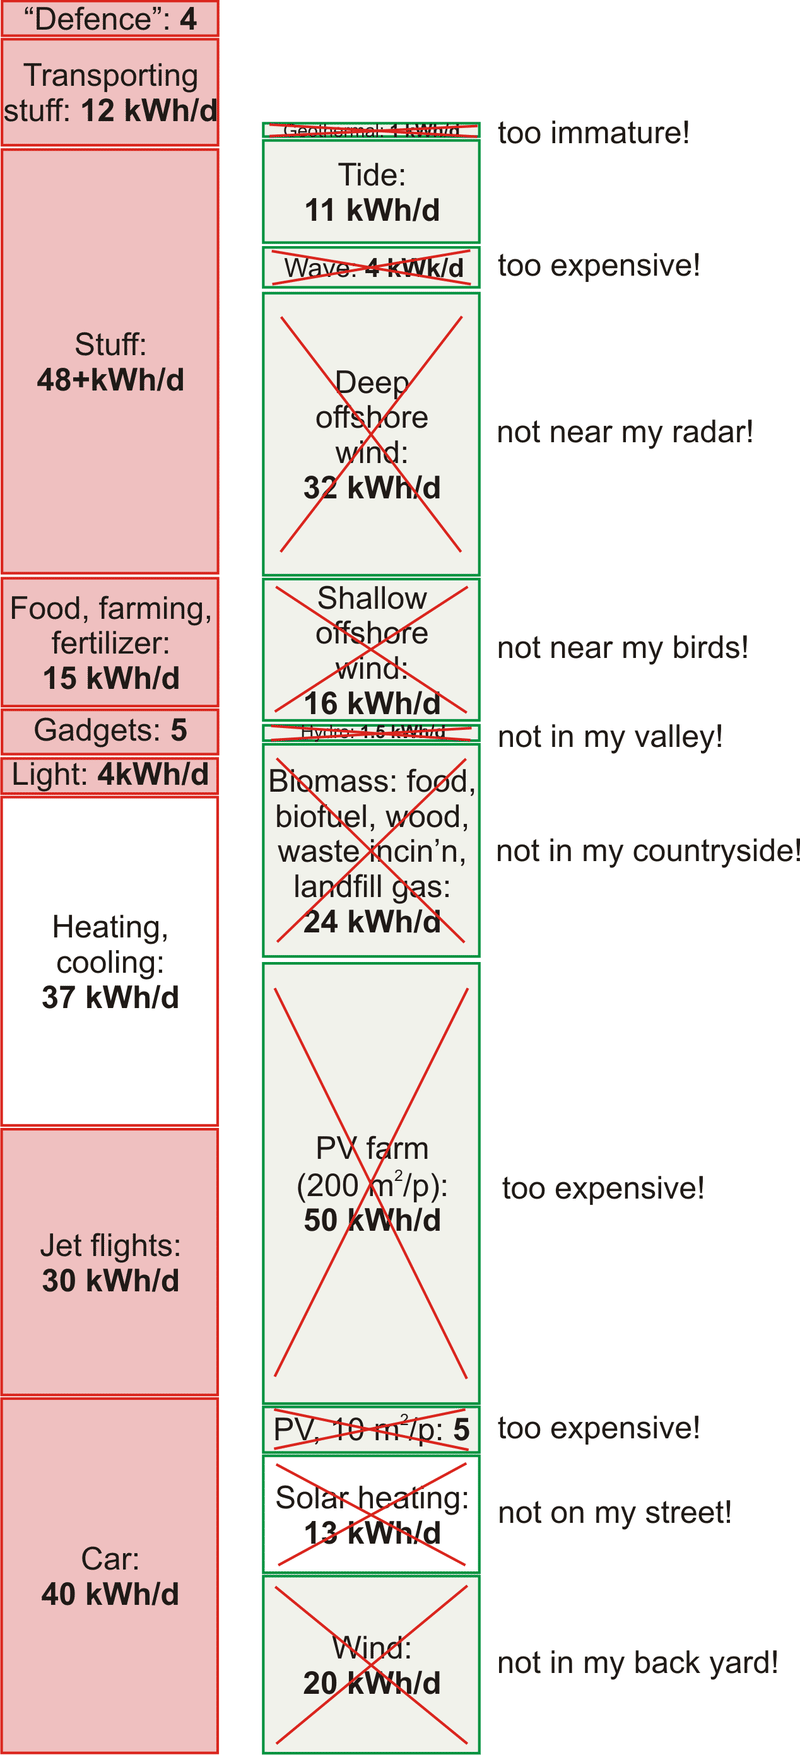 “Defence”: 4
Transporting
stuff: 12 kWh/d
Stuff:
48+kWh/d
Food, farming,
fertilizer:
15 kWh/d
Gadgets: 5
Light: 4kWh/d
Heating,
cooling:
37 kWh/d
Jet flights:
30 kWh/d
Car:
40 kWh/d
Geothermal: 1 kWh/d
too immature!
Tide:
11 kWh/d
Wave: 4 kWk/d
too expensive!
Deep
offshore
wind:
32 kWh/d
not near my radar!
Shallow
offshore
wind:
16 kWh/d
not near my birds!
Hydro: 1.5 kWh/d
not in my valley!
Biomass: food,
biofuel, wood,
waste incin’n,
landfill gas:
24 kWh/d
not in my countryside!
PV farm
(200 m²/p):
50 kWh/d
too expensive!
PV, 10 m²/p: 5
too expensive!
Solar heating:
13 kWh/d
not on my street!
Wind:
20 kWh/d
not in my back yard!